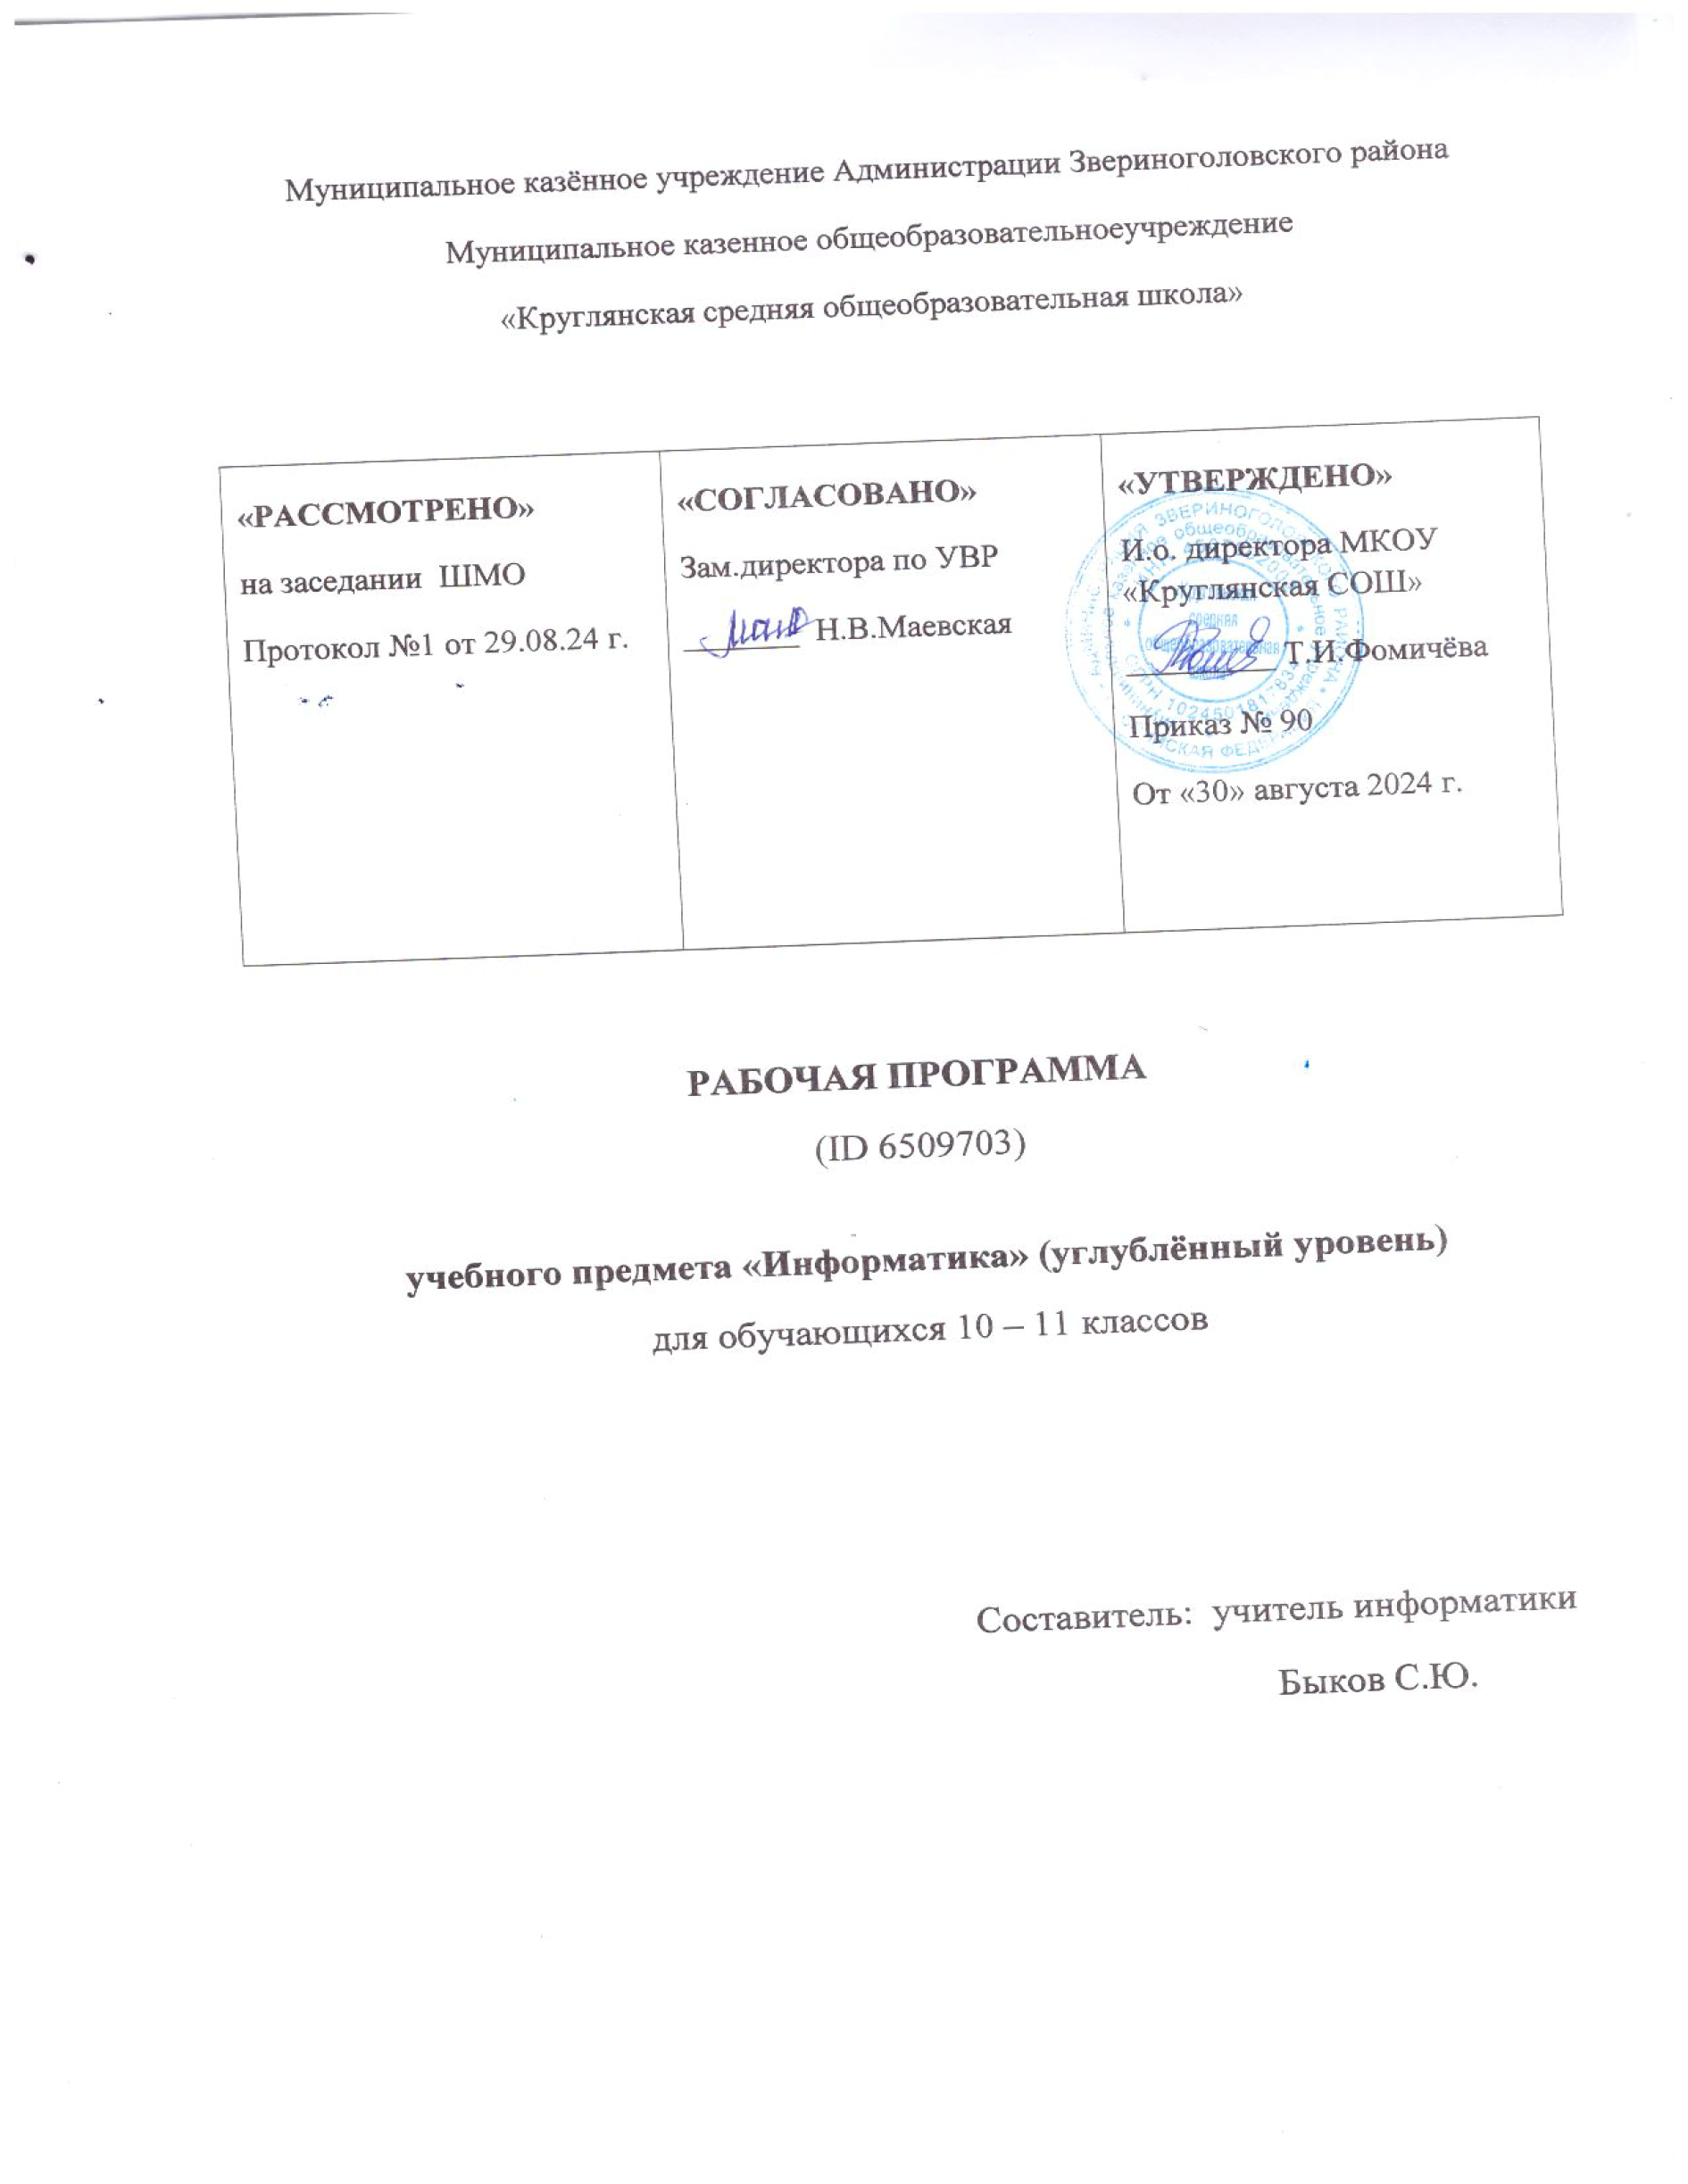 Муниципальное казённое учреждение Администрации Звериноголовского района
Муниципальное казенное общеобразовательноеучреждение
«Круглянская средняя общеобразовательная школа»
«РАССМОТРЕНО»
на заседании ШМО
Протокол №1 от 29.08.24 г.
«СОГЛАСОВАНО»
Зам.директора по УВР
Н.В.Маевская
«УТВЕРЖДЕНО»
И.о. директора МКОУ
«Круглянская СОШ»
Т.И.Фомичёва
Приказ № 90
От «30» августа 2024 г.
средняя
общеобразовательная
РАБОЧАЯ ПРОГРАММА
(ID 6509703)
учебного предмета «Информатика» (углублённый уровень)
для обучающихся 10 – 11 классов
Составитель: учитель информатики
Быков С.Ю.